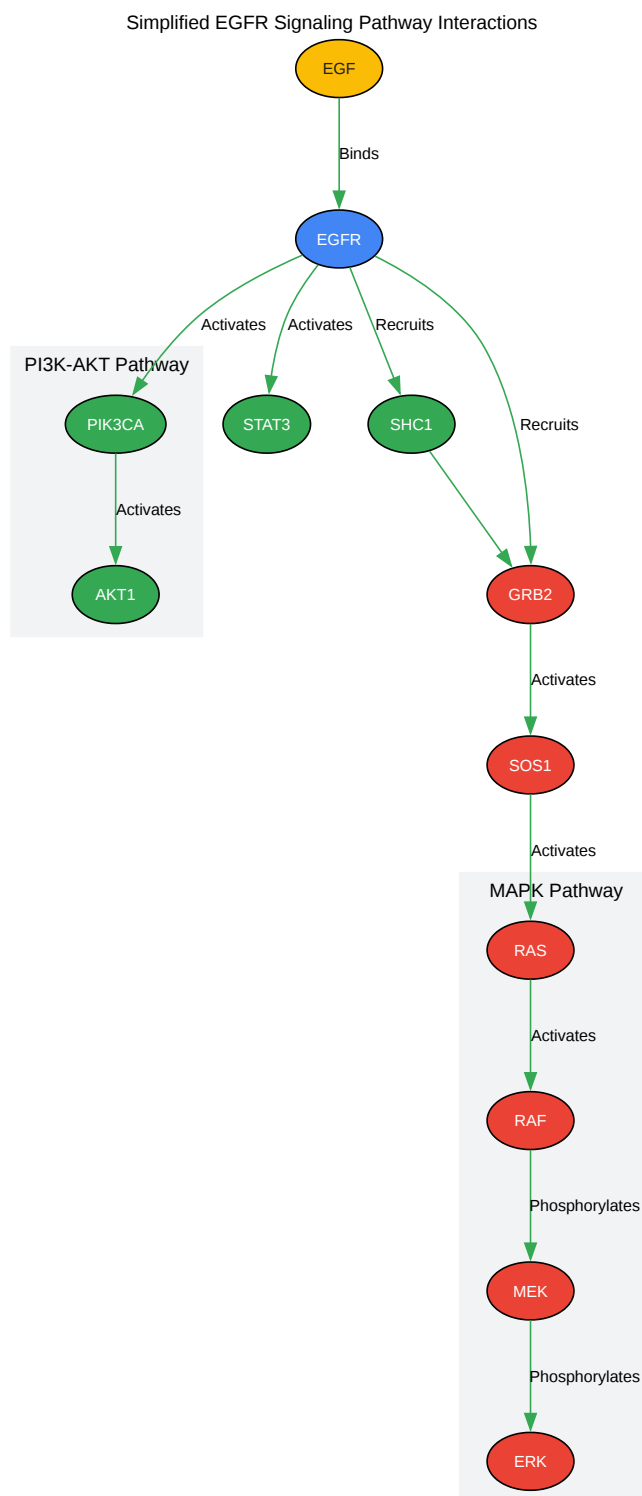 Simplified EGFR Signaling Pathway Interactions
EGF
Binds
EGFR
Activates
Activates
Recruits
PI3K-AKT Pathway
PIK3CA
STAT3
SHC1
Recruits
Activates
AKT1
GRB2
Activates
SOS1
Activates
MAPK Pathway
RAS
Activates
RAF
Phosphorylates
MEK
Phosphorylates
ERK